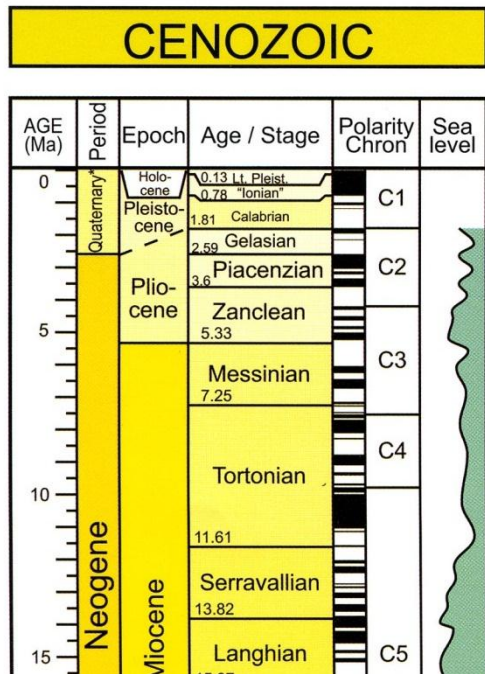 CENOZOIC
AGE
(Ma)
Period
Epoch
Age / Stage
Polarity
Chron
Sea
level
0
5
10
15
Quaternary*
Neogene
Holo-
cene
Pleisto-
cene
Plio-
cene
Miocene
0.13 Lt. Pleist.
0.78 "Ionian"
1.81 Calabrian
Gelasian
2.59
Piacenzian
3.6
Zanclean
5.33
Messinian
7.25
Tortonian
11.61
Serravallian
13.82
Langhian
C1
C2
C3
C4
C5